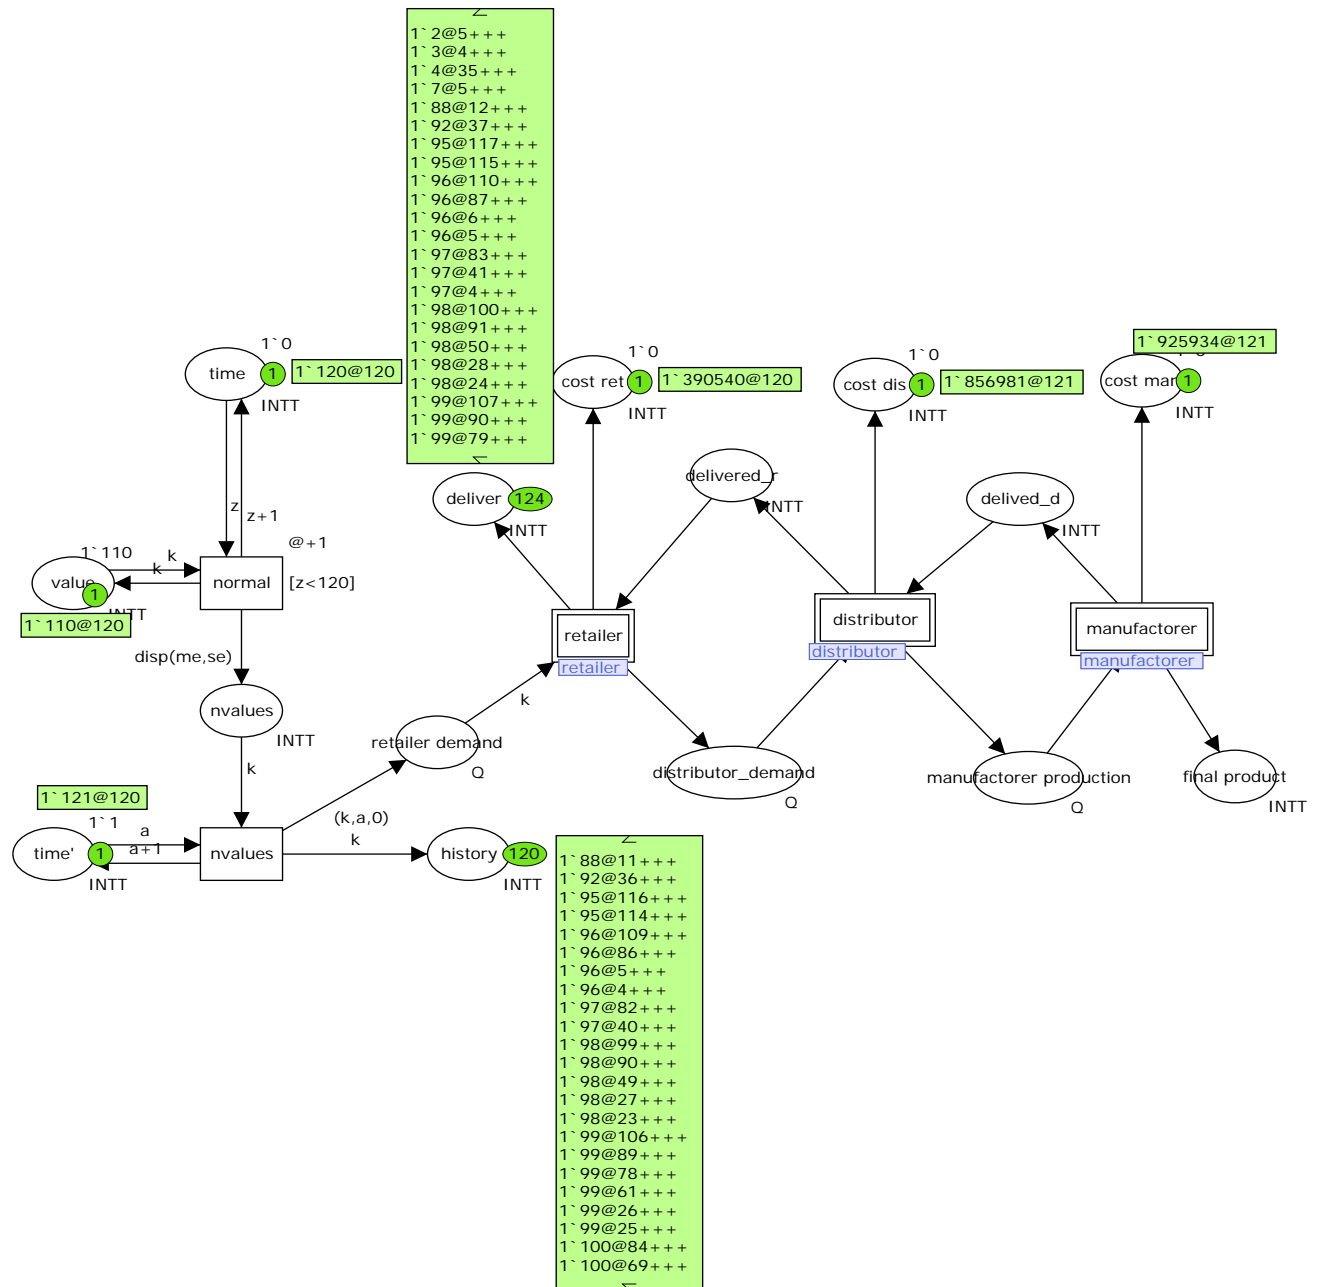 1`2@5+++
1`3@4+++
1`4@35+++
1`7@5+++
1`88@12+++
1`92@37+++
1`95@117+++
1`95@115+++
1`96@110+++
1`96@87+++
1`96@6+++
1`96@5+++
1`97@83+++
1`97@41+++
1`97@4+++
1`98@100+++
1`98@91+++
1`98@50+++
1`98@28+++
1`98@24+++
1`99@107+++
1`99@90+++
1`99@79+++
1`0
time
1
1`120@120
INTT
1`0
cost ret
1
1`390540@120
INTT
1`0
cost dis
1
1`856981@121
INTT
1`925934@121
cost man
1
INTT
deliver
124
INTT
delivered_r
INTT
delived_d
INTT
z
z+1
@+1
1`110
k
k
value
1
INTT
1`110@120
normal
[z<120]
retailer
retailer
distributor
distributor
manufactorer
manufactorer
disp(me,se)
nvalues
INTT
k
k
retailer demand
Q
distributor_demand
Q
manufactorer production
Q
final product
INTT
1`121@120
1`1
a
a+1
time'
1
INTT
nvalues
(k,a,0)
k
history
120
INTT
1`88@11+++
1`92@36+++
1`95@116+++
1`95@114+++
1`96@109+++
1`96@86+++
1`96@5+++
1`96@4+++
1`97@82+++
1`97@40+++
1`98@99+++
1`98@90+++
1`98@49+++
1`98@27+++
1`98@23+++
1`99@106+++
1`99@89+++
1`99@78+++
1`99@61+++
1`99@26+++
1`99@25+++
1`100@84+++
1`100@69+++